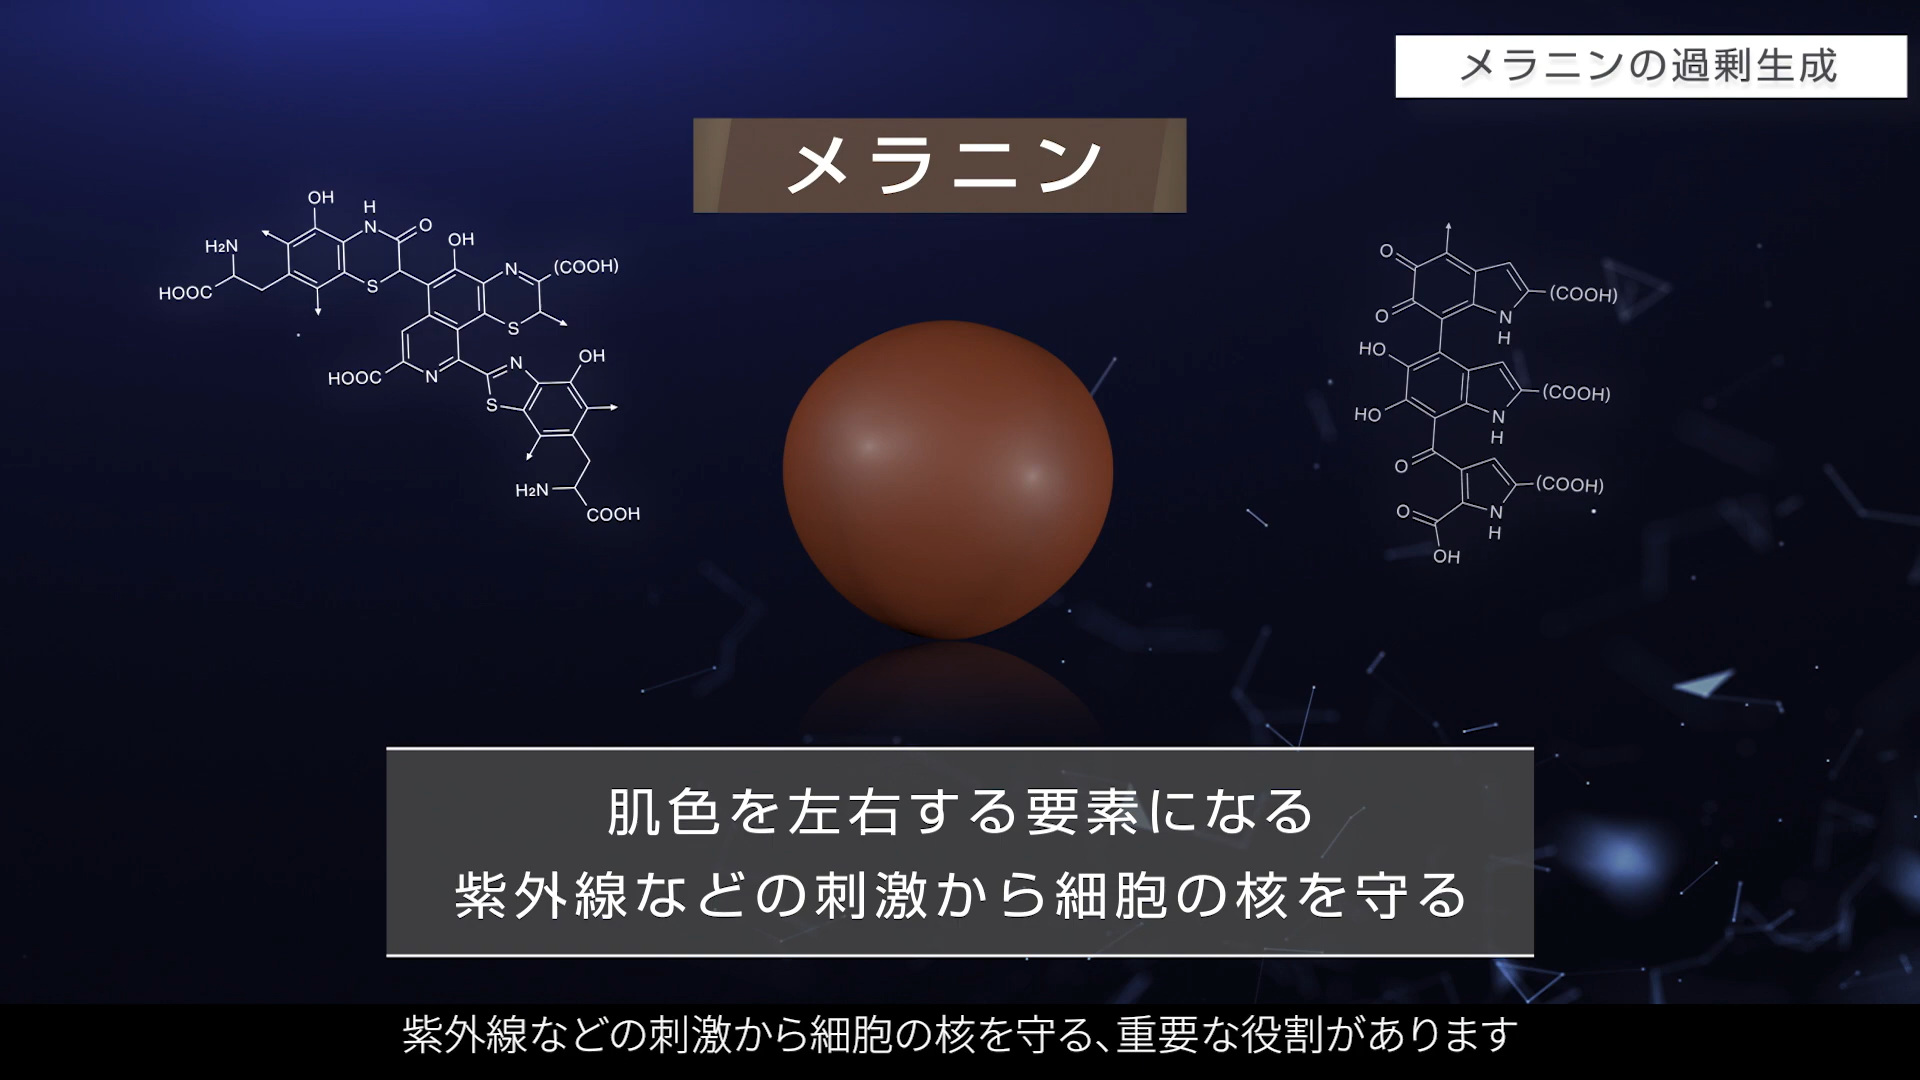 メラニンの過剰生成
メラニン
OH
H
N
O
H₂N
HOOC
S
OH
N
(COOH)
S
HOOC
N
N
OH
S
H₂N
COOH
O
O
(COOH)
N
H
HO
HO
(COOH)
N
H
O
(COOH)
O
N
H
OH
肌色を左右する要素になる
紫外線などの刺激から細胞の核を守る
紫外線などの刺激から細胞の核を守る、重要な役割があります